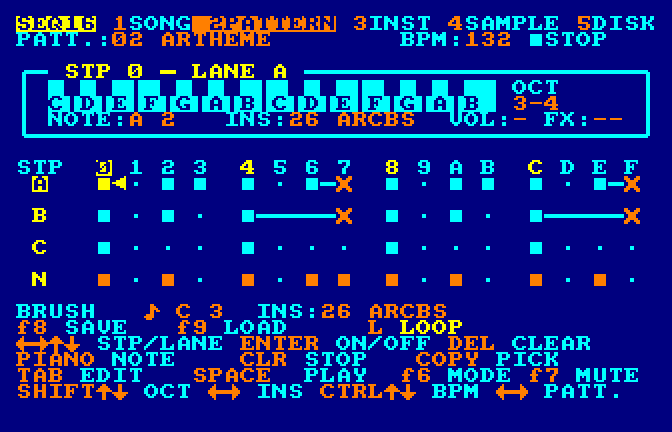 SEQ16 1SONG 2PATTERN 3INST 4SAMPLE 5DISK
PATT.:02 ARTHEME BPM:132 ■STOP
STP 0 — LANE A
OCT
C D E F G A B C D E F G A B 3-4
NOTE:A 2 INS:26 ARCBS VOL:- FX:--
STP 0 1 2 3 4 5 6 7 8 9 A B C D E F
A
B
C
N
BRUSH ♪ C 3 INS:26 ARCBS
f8 SAVE f9 LOAD L LOOP
↔↑↓ STP/LANE ENTER ON/OFF DEL CLEAR
PIANO NOTE CLR STOP COPY PICK
TAB EDIT SPACE PLAY f6 MODE f7 MUTE
SHIFT↑↓ OCT ↔ INS CTRL↑↓ BPM ↔ PATT.